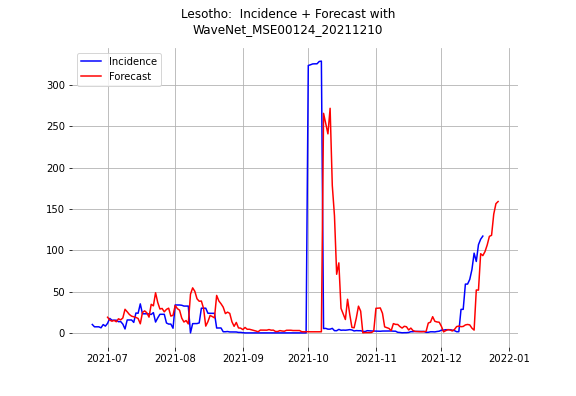 Lesotho:  Incidence + Forecast with
WaveNet_MSE00124_20211210
Incidence
Forecast
300
250
200
150
100
50
0
2021-07 2021-08 2021-09 2021-10 2021-11 2021-12 2022-01